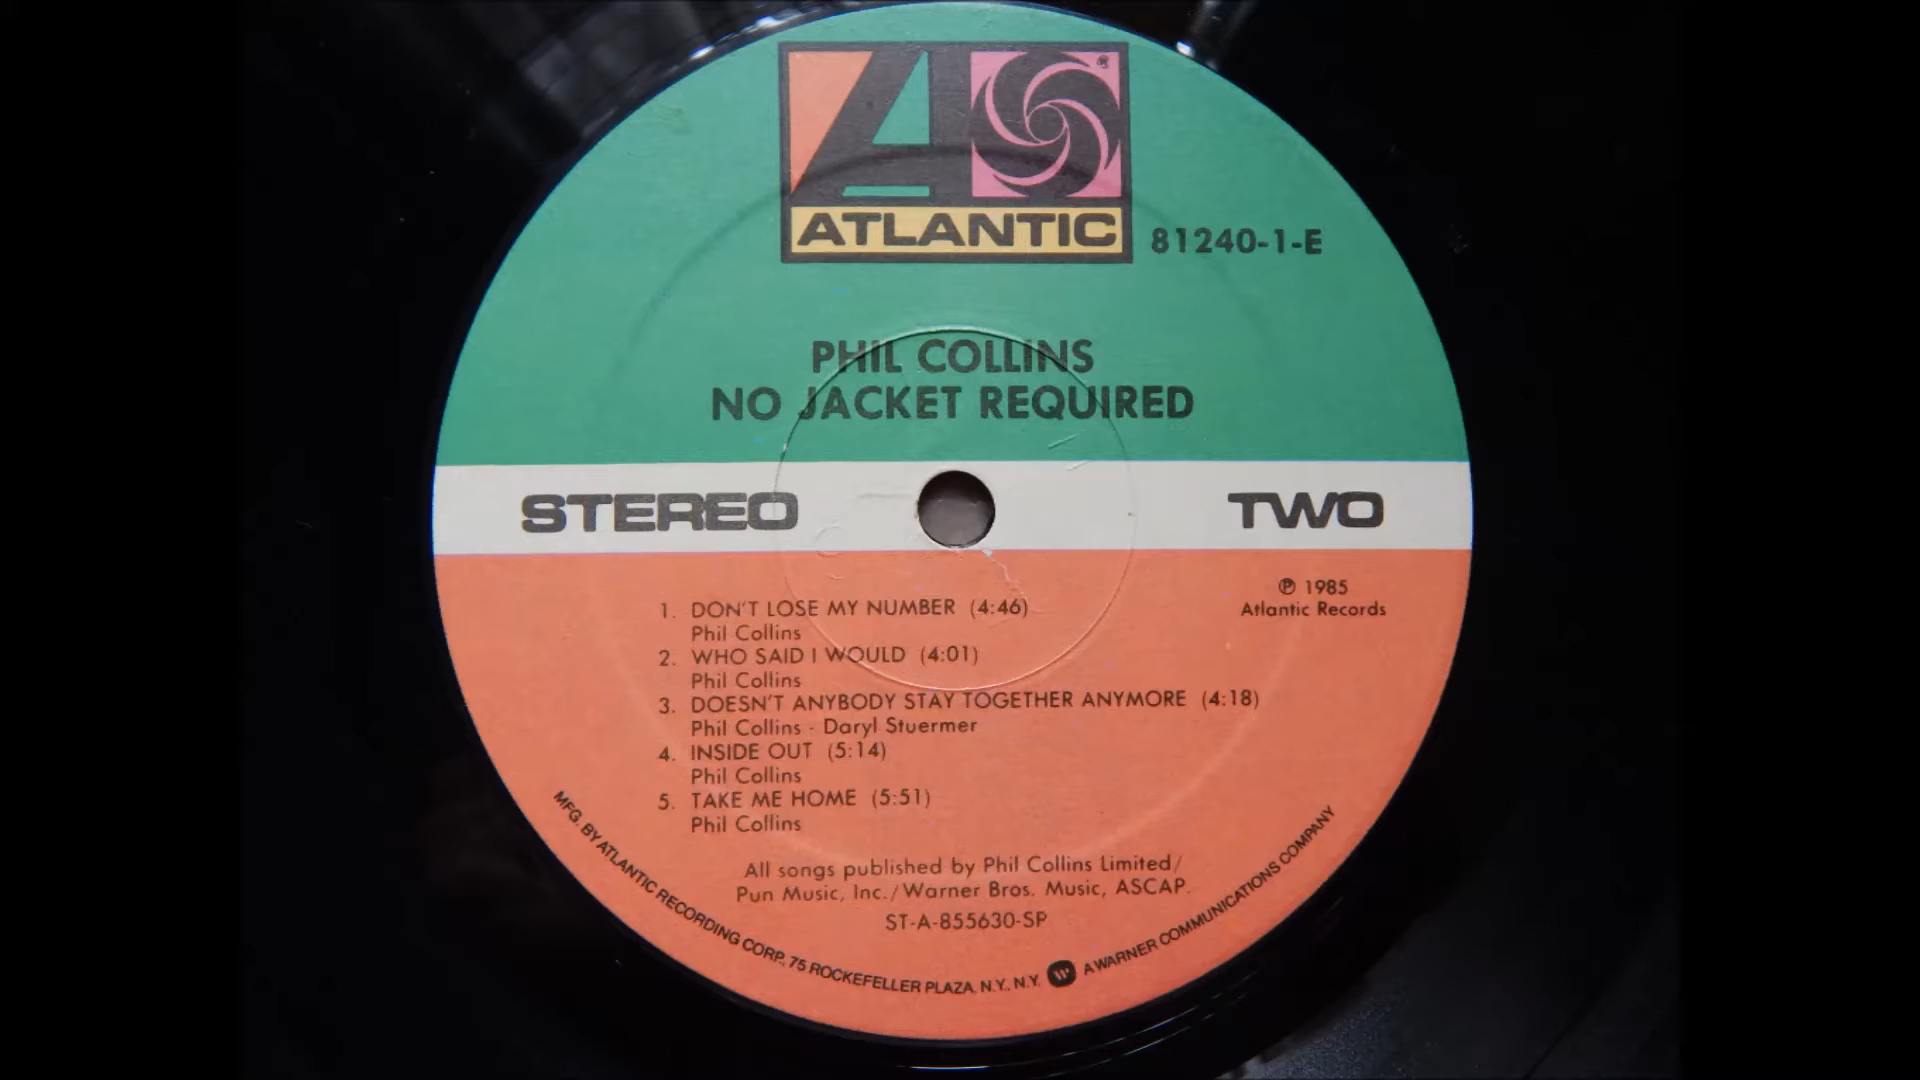 ATLANTIC
81240-1-E
PHIL COLLINS
NO JACKET REQUIRED
STEREO
TWO
℗ 1985
Atlantic Records
1. DON'T LOSE MY NUMBER (4:46)
Phil Collins
2. WHO SAID I WOULD (4:01)
Phil Collins
3. DOESN'T ANYBODY STAY TOGETHER ANYMORE (4:18)
Phil Collins - Daryl Stuermer
4. INSIDE OUT (5:14)
Phil Collins
5. TAKE ME HOME (5:51)
Phil Collins
All songs published by Phil Collins Limited/
Pun Music, Inc./Warner Bros. Music, ASCAP.
ST-A-855630-SP
MFG. BY ATLANTIC RECORDING CORP., 75 ROCKEFELLER PLAZA, N.Y., N.Y. A WARNER COMMUNICATIONS COMPANY